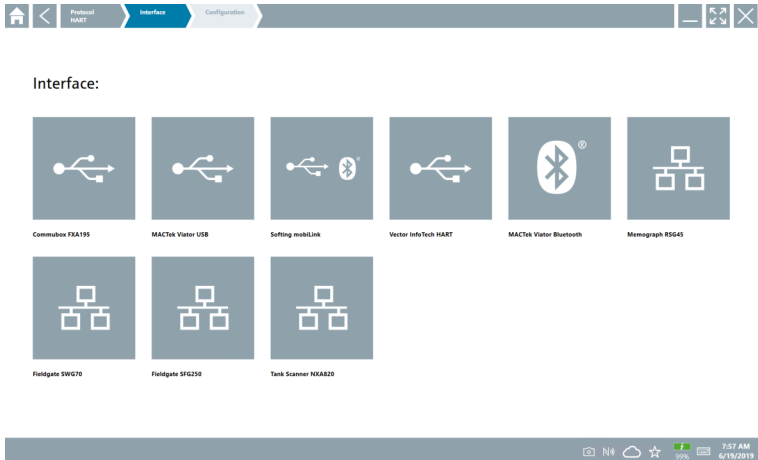 Protocol
HART
Interface
Configuration
Interface:
Commubox FXA195
MACTek Viator USB
Softing mobiLink
Vector InfoTech HART
MACTek Viator Bluetooth
Memograph RSG45
Fieldgate SWG70
Fieldgate SFG250
Tank Scanner NXA820
99%
7:57 AM
6/19/2019